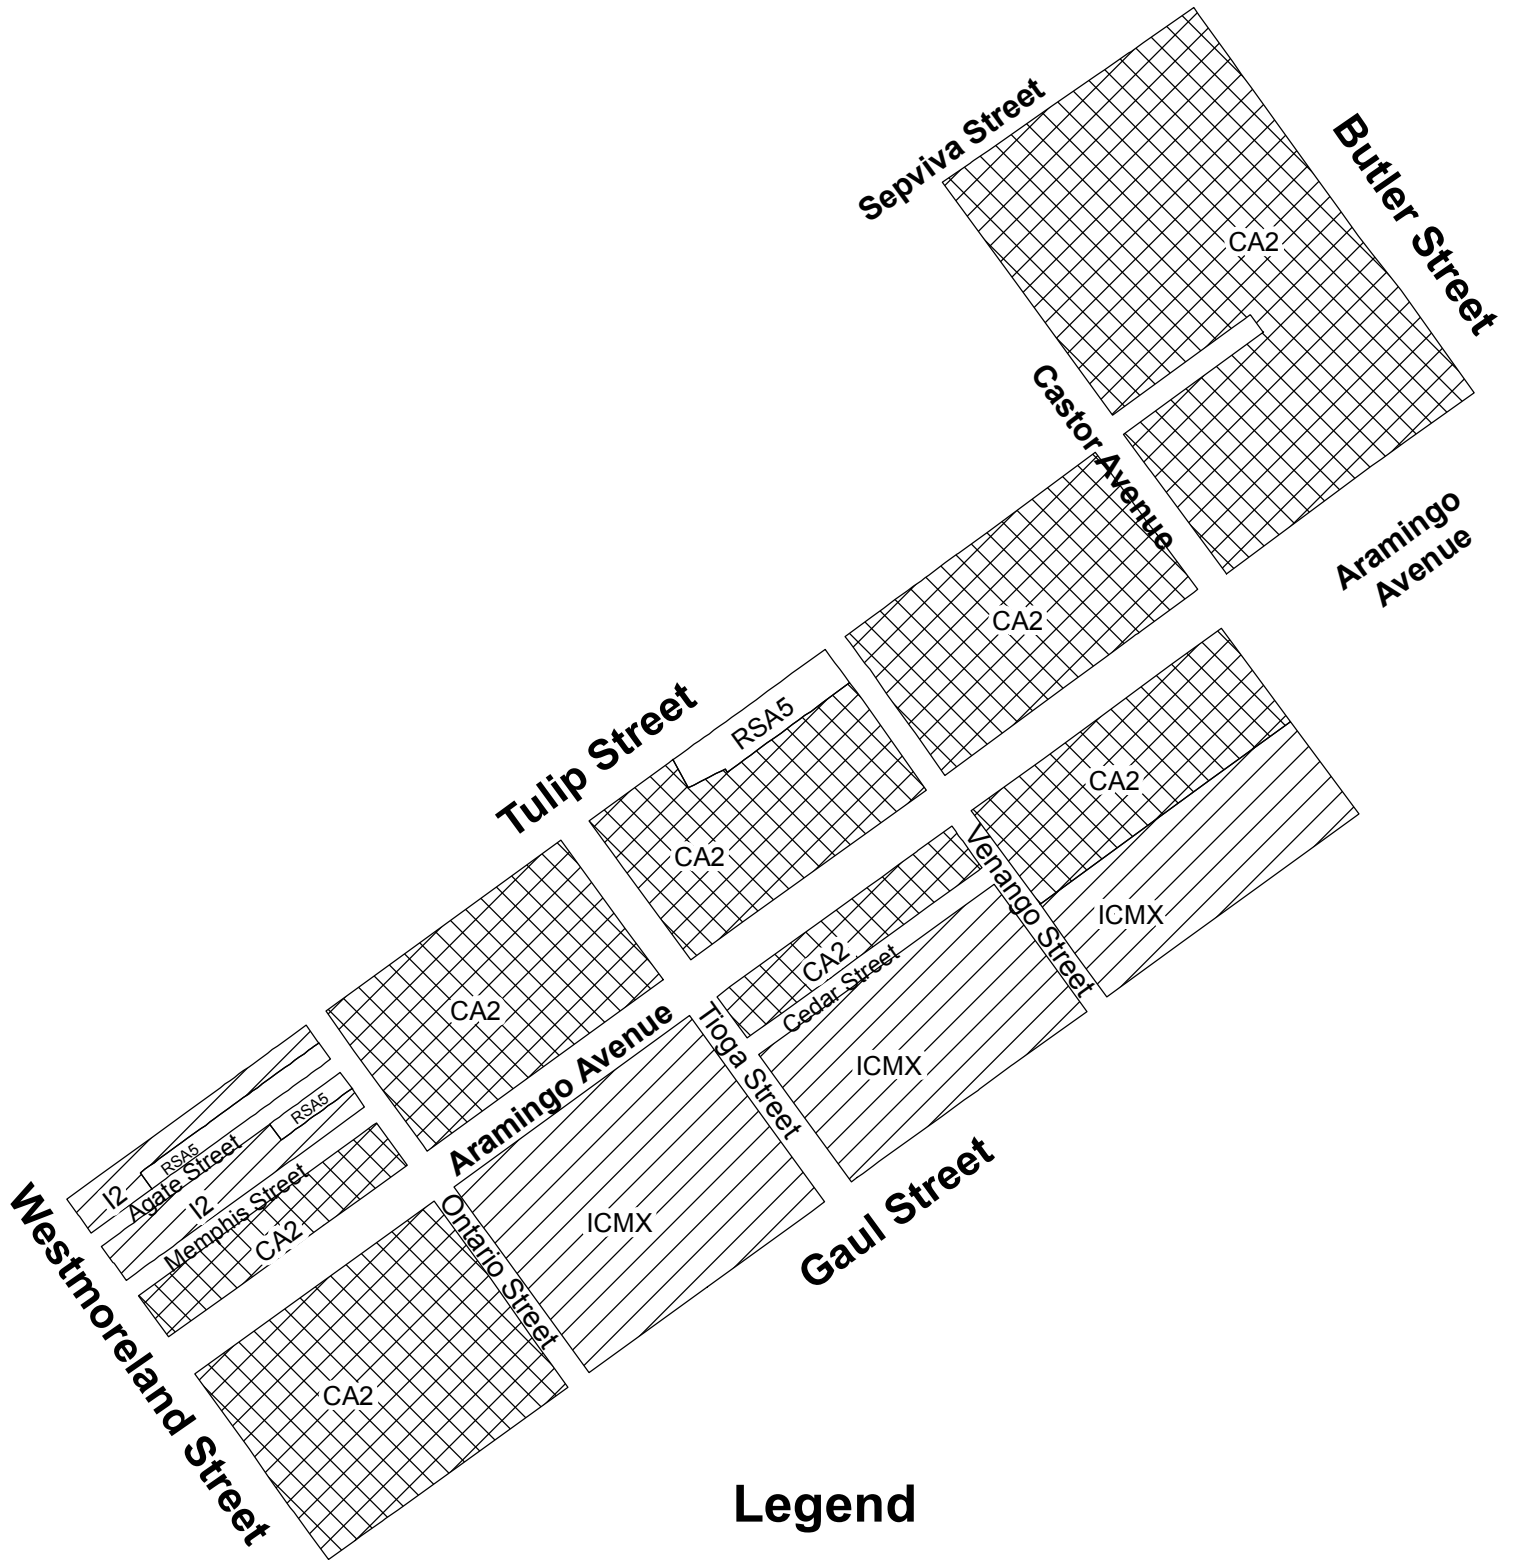 Sepviva Street
Butler Street
CA2
Castor Avenue
Aramingo
Avenue
CA2
Tulip Street
RSA5
CA2
CA2
Venango Street
ICMX
CA2
Cedar Street
CA2
Aramingo Avenue
Tioga Street
ICMX
RSA5
RSA5
Agate Street
I2
I2
Memphis Street
CA2
Westmoreland Street
Ontario Street
ICMX
Gaul Street
CA2
Legend